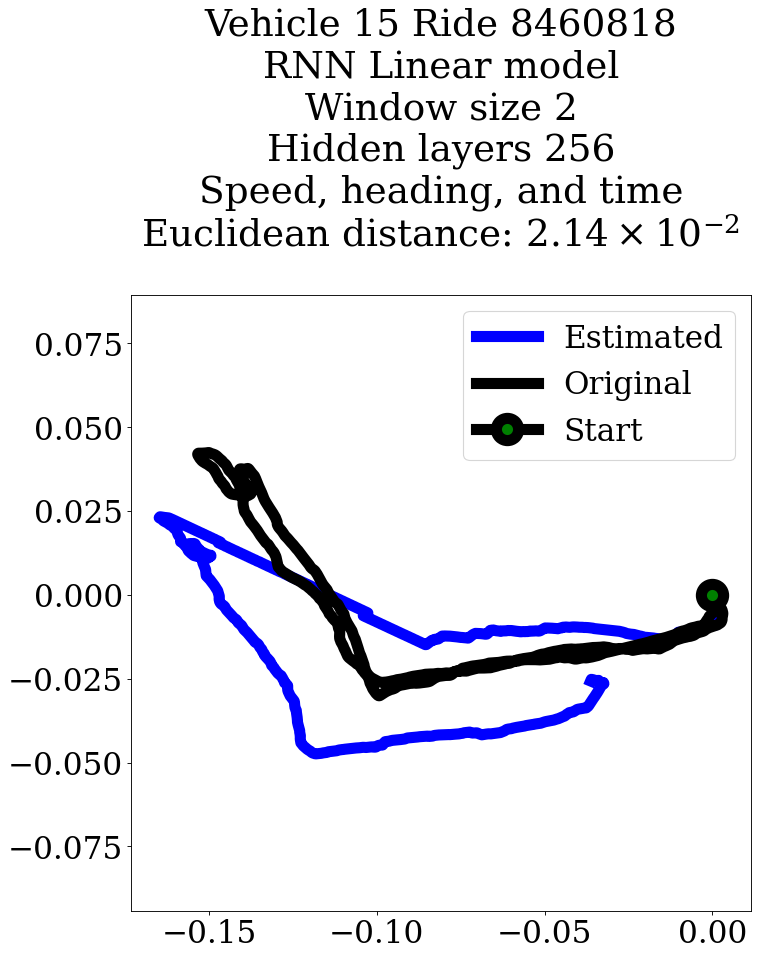 Vehicle 15 Ride 8460818
RNN Linear model
Window size 2
Hidden layers 256
Speed, heading, and time
Euclidean distance: 2.14 × 10⁻²
Estimated
Original
Start
0.075
0.050
0.025
0.000
−0.025
−0.050
−0.075
−0.15
−0.10
−0.05
0.00